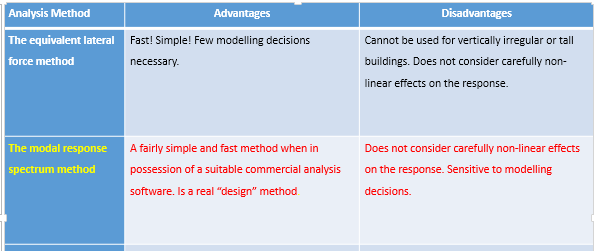 Analysis Method Advantages Disadvantages
The equivalent lateral Fast! Simple! Few modelling decisions Cannot be used for vertically irregular or tall
force method necessary. buildings. Does not consider carefully non-
linear effects on the response.
The modal response A fairly simple and fast method when in Does not consider carefully non-linear effects
spectrum method possession of a suitable commercial analysis on the response. Sensitive to modelling
software. Is a real “design” method. decisions.